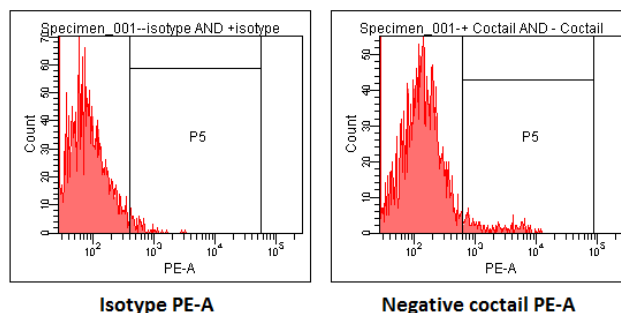 Specimen_001--isotype AND +isotype
Count
0 10 20 30 40 50 60 70
P5
10² 10³ 10⁴ 10⁵
PE-A
Isotype PE-A
Specimen_001-+ Coctail AND - Coctail
Count
0 10 20 30 40 50
P5
10² 10³ 10⁴ 10⁵
PE-A
Negative coctail PE-A